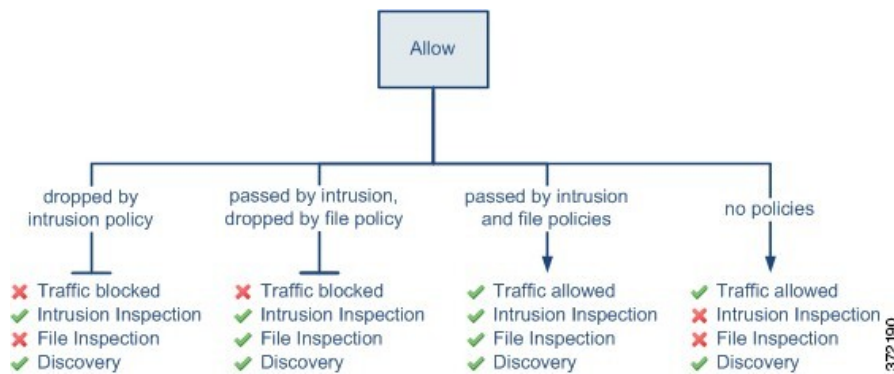 Allow
dropped by
intrusion policy
passed by intrusion,
dropped by file policy
passed by intrusion
and file policies
no policies
Traffic blocked
Intrusion Inspection
File Inspection
Discovery
Traffic blocked
Intrusion Inspection
File Inspection
Discovery
Traffic allowed
Intrusion Inspection
File Inspection
Discovery
Traffic allowed
Intrusion Inspection
File Inspection
Discovery
372190